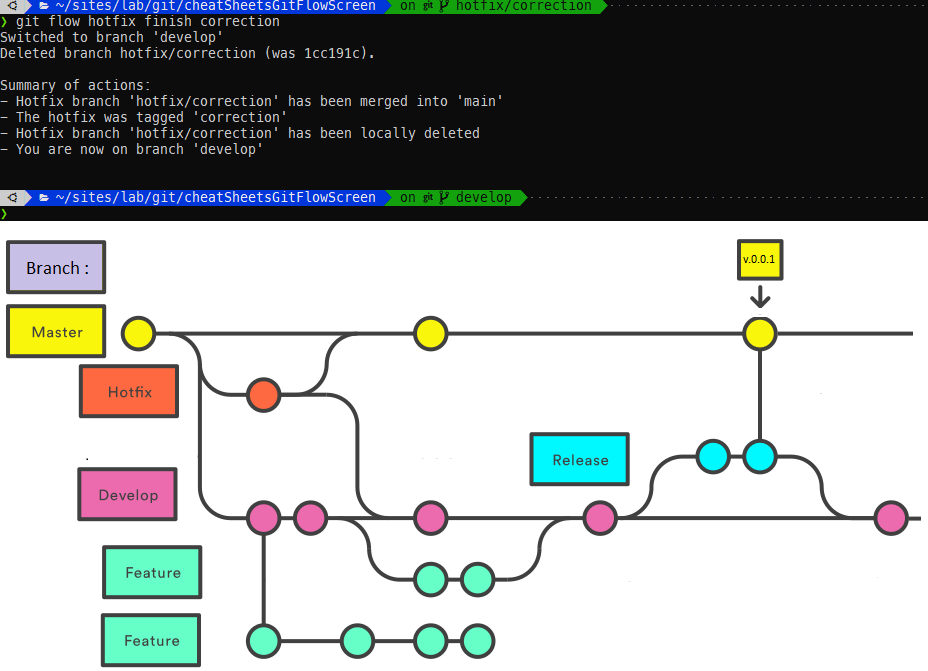 ~/sites/lab/git/cheatSheetsGitFlowScreen on git hotfix/correction
❯ git flow hotfix finish correction
Switched to branch 'develop'
Deleted branch hotfix/correction (was 1cc191c).
Summary of actions:
- Hotfix branch 'hotfix/correction' has been merged into 'main'
- The hotfix was tagged 'correction'
- Hotfix branch 'hotfix/correction' has been locally deleted
- You are now on branch 'develop'
~/sites/lab/git/cheatSheetsGitFlowScreen on git develop
❯
Branch :
v.0.0.1
Master
Hotfix
Release
Develop
Feature
Feature